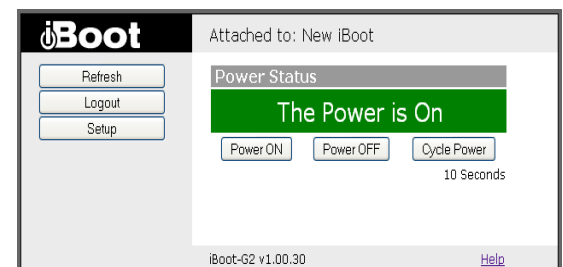 iBoot
Attached to: New iBoot
Refresh
Logout
Setup
Power Status
The Power is On
Power ON
Power OFF
Cycle Power
10 Seconds
iBoot-G2 v1.00.30
Help